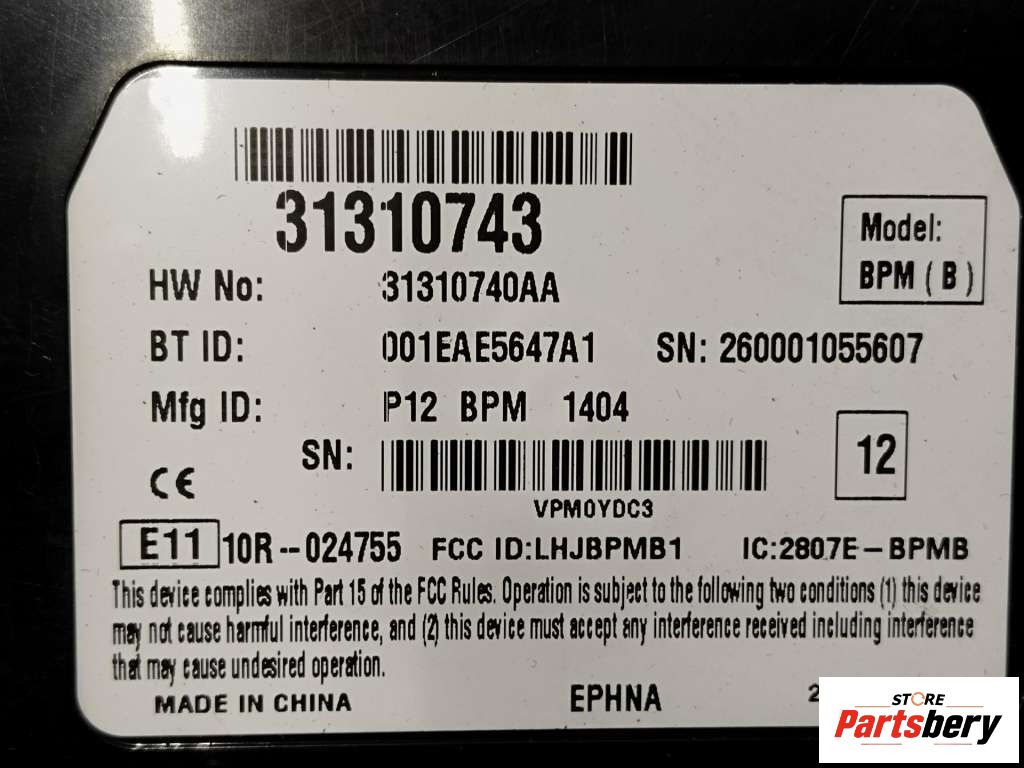 31310743
Model:
BPM ( B )
HW No: 31310740AA
BT ID: 001EAE5647A1 SN: 260001055607
Mfg ID: P12 BPM 1404
12
SN:
VPM0YDC3
CE
E11 10R--024755 FCC ID:LHJBPMB1 IC:2807E-BPMB
This device complies with Part 15 of the FCC Rules. Operation is subject to the following two conditions (1) this device
may not cause harmful interference, and (2) this device must accept any interference received including interference
that may cause undesired operation.
MADE IN CHINA EPHNA
STORE
Partsbery